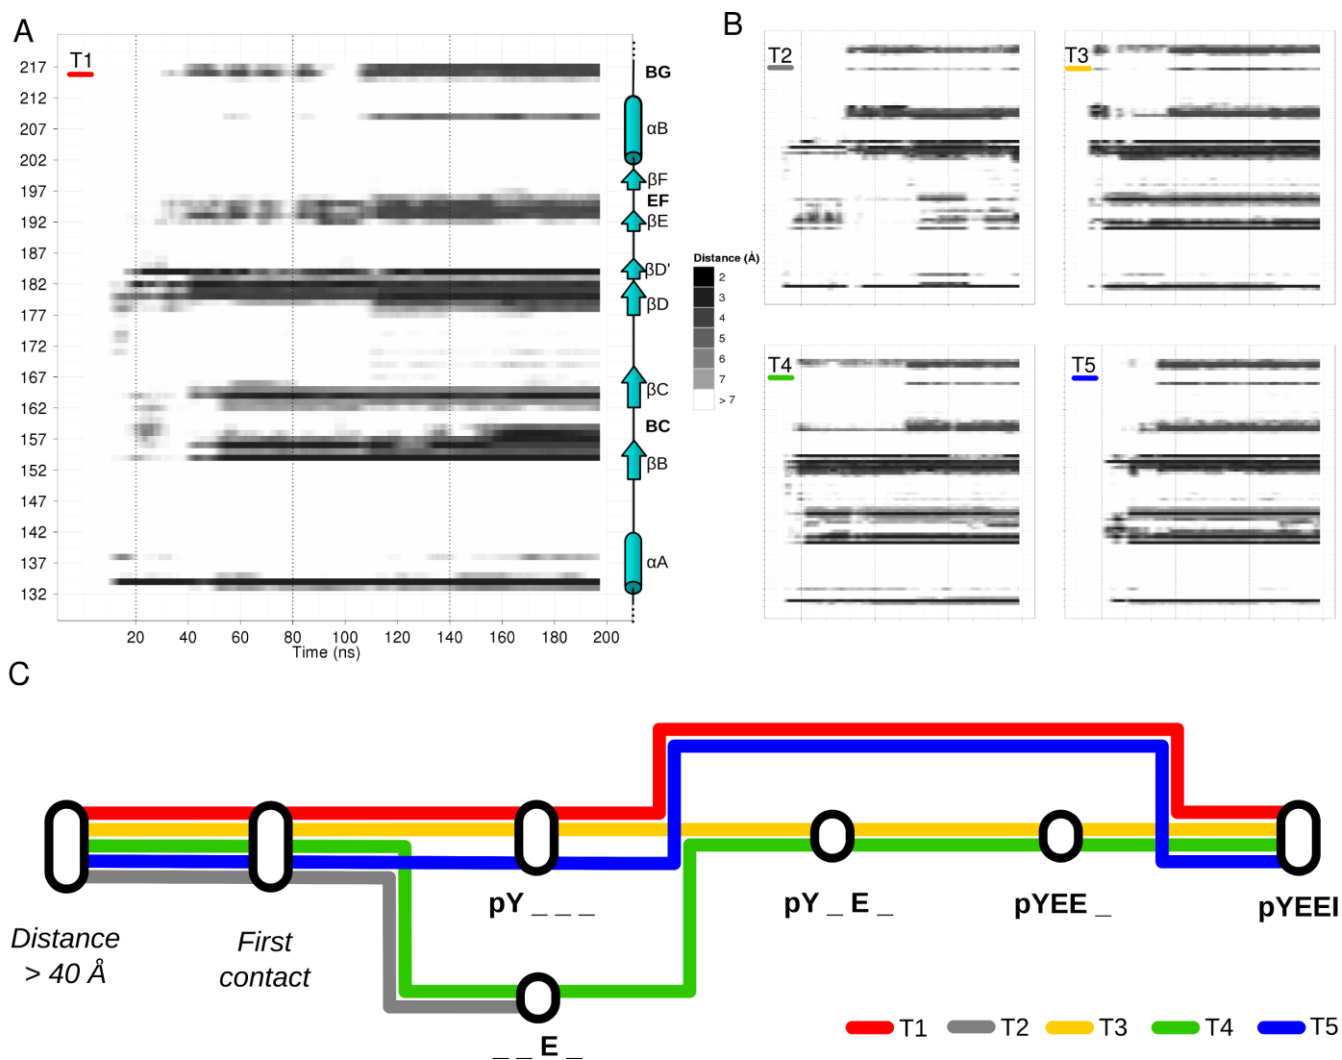 A
T1
217
212
207
202
197
192
187
182
177
172
167
162
157
152
147
142
137
132
20 40 60 80 100 120 140 160 180 200
Time (ns)
BG
αB
βF
EF
βE
βD'
βD
βC
BC
βB
αA
Distance (Å)
2
3
4
5
6
7
> 7
B
T2
T3
T4
T5
C
Distance
> 40 Å
First
contact
pY _ _ _
_ _ E _
pY _ E _
pYEE _
pYEEI
T1 T2 T3 T4 T5